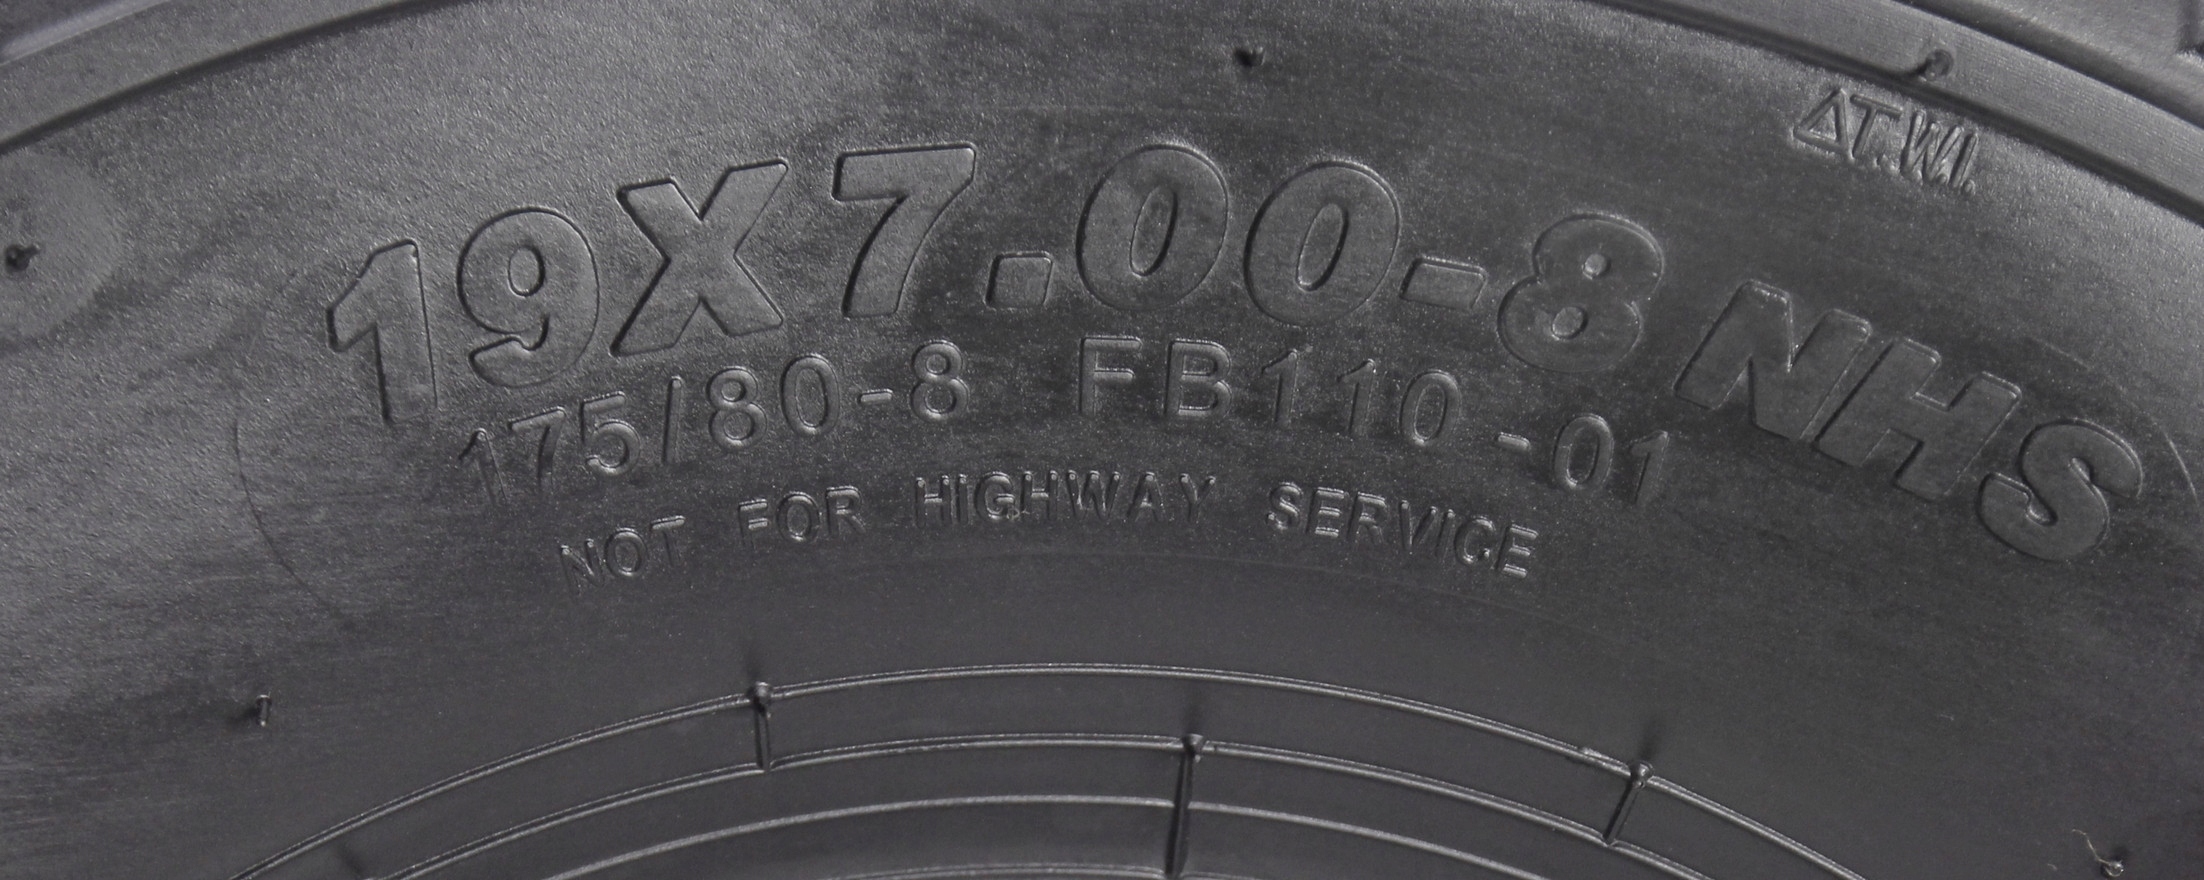 ΔT.W.I.
19X7.00-8 NHS
175/80-8 FB110-01
NOT FOR HIGHWAY SERVICE